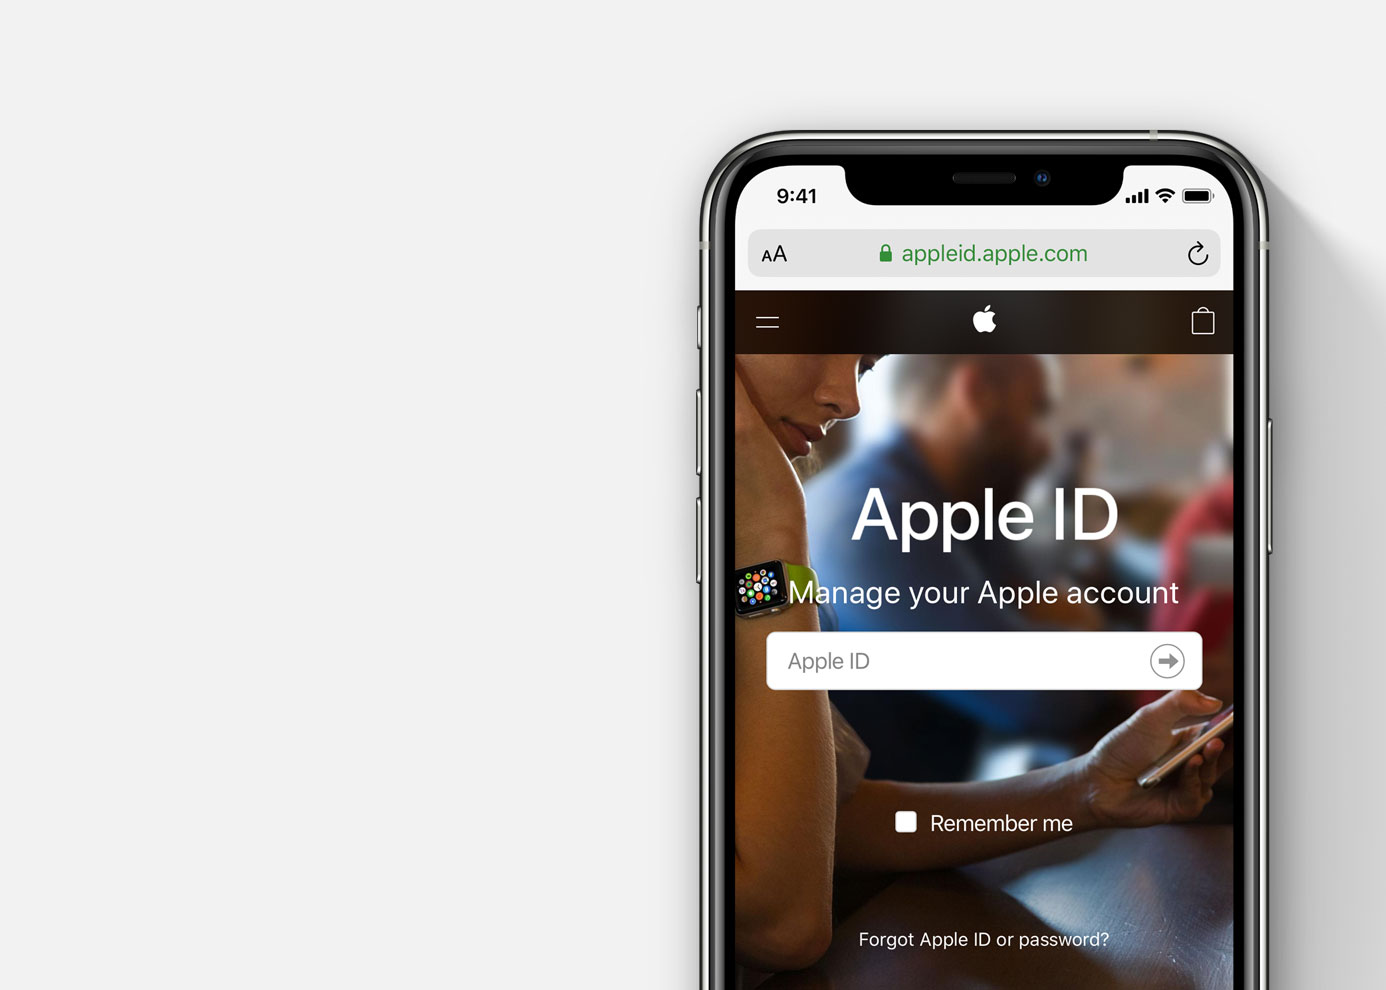 9:41
AA
appleid.apple.com
Apple ID
Manage your Apple account
Apple ID
Remember me
Forgot Apple ID or password?